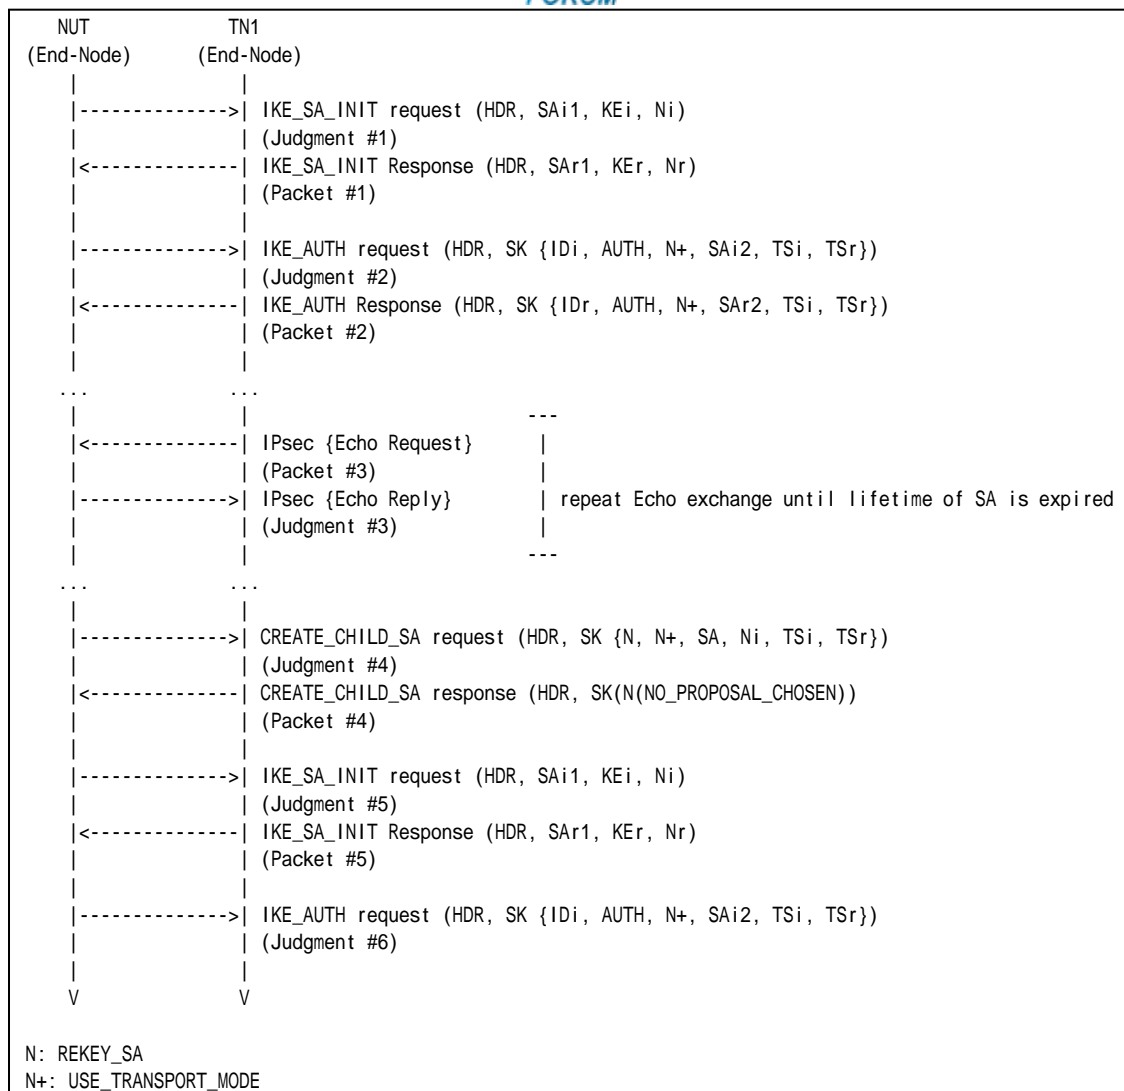 FORUM
NUT TN1
(End-Node) (End-Node)
| |
|-------------->| IKE_SA_INIT request (HDR, SAi1, KEi, Ni)
| | (Judgment #1)
|<--------------| IKE_SA_INIT Response (HDR, SAr1, KEr, Nr)
| | (Packet #1)
| |
|-------------->| IKE_AUTH request (HDR, SK {IDi, AUTH, N+, SAi2, TSi, TSr})
| | (Judgment #2)
|<--------------| IKE_AUTH Response (HDR, SK {IDr, AUTH, N+, SAr2, TSi, TSr})
| | (Packet #2)
| |
... ...
| | ---
|<--------------| IPsec {Echo Request} |
| | (Packet #3) |
|-------------->| IPsec {Echo Reply} | repeat Echo exchange until lifetime of SA is expired
| | (Judgment #3) |
| | ---
... ...
| |
|-------------->| CREATE_CHILD_SA request (HDR, SK {N, N+, SA, Ni, TSi, TSr})
| | (Judgment #4)
|<--------------| CREATE_CHILD_SA response (HDR, SK(N(NO_PROPOSAL_CHOSEN))
| | (Packet #4)
| |
|-------------->| IKE_SA_INIT request (HDR, SAi1, KEi, Ni)
| | (Judgment #5)
|<--------------| IKE_SA_INIT Response (HDR, SAr1, KEr, Nr)
| | (Packet #5)
| |
|-------------->| IKE_AUTH request (HDR, SK {IDi, AUTH, N+, SAi2, TSi, TSr})
| | (Judgment #6)
| |
V V
N: REKEY_SA
N+: USE_TRANSPORT_MODE